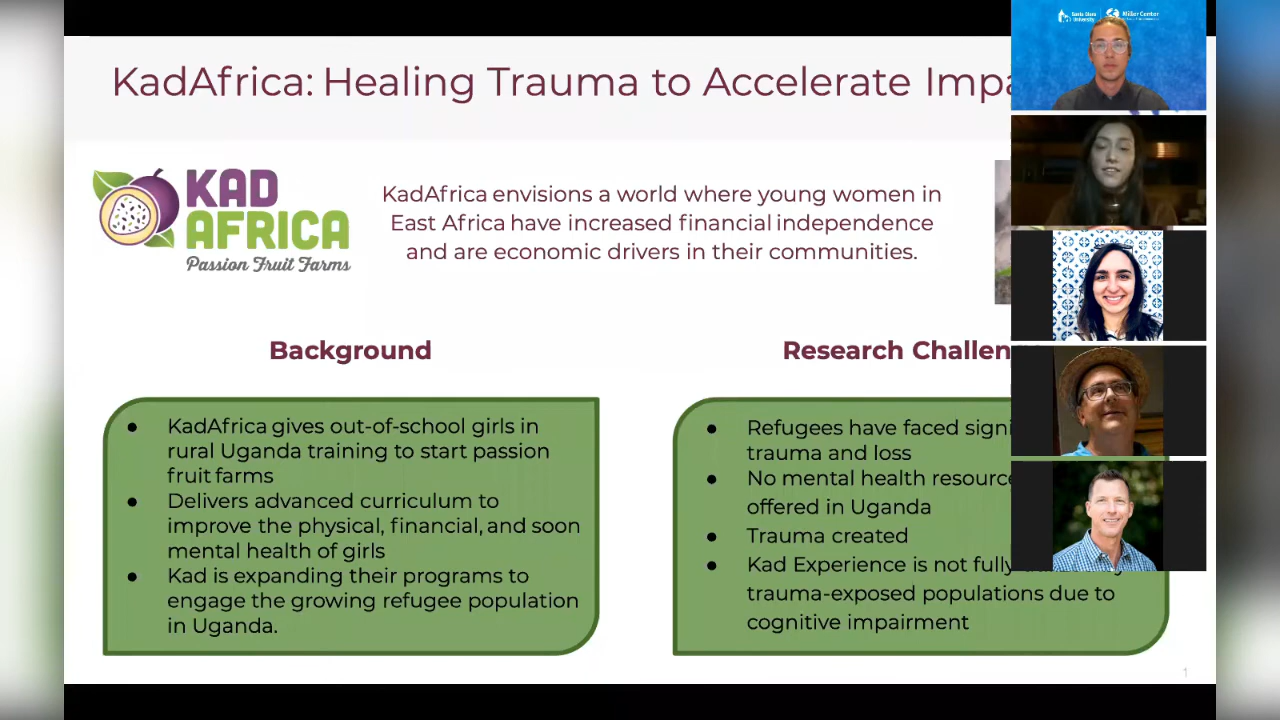 KadAfrica: Healing Trauma to Accelerate Impa
Miller Center
University
KAD
AFRICA
Passion Fruit Farms
KadAfrica envisions a world where young women in
East Africa have increased financial independence
and are economic drivers in their communities.
Background
● KadAfrica gives out-of-school girls in
rural Uganda training to start passion
fruit farms
● Delivers advanced curriculum to
improve the physical, financial, and soon
mental health of girls
● Kad is expanding their programs to
engage the growing refugee population
in Uganda.
Research Challen
● Refugees have faced signi
trauma and loss
● No mental health resource
offered in Uganda
● Trauma created
● Kad Experience is not fully
trauma-exposed populations due to
cognitive impairment
1